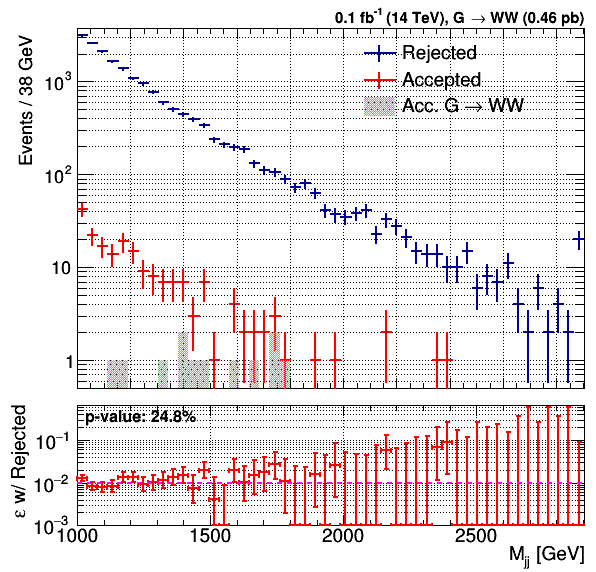 0.1 fb⁻¹ (14 TeV), G → WW (0.46 pb)
Events / 38 GeV
Rejected
Accepted
Acc. G → WW
10³
10²
10
1
p-value: 24.8%
ε w/ Rejected
10⁻¹
10⁻²
10⁻³
1000 1500 2000 2500
M_jj [GeV]